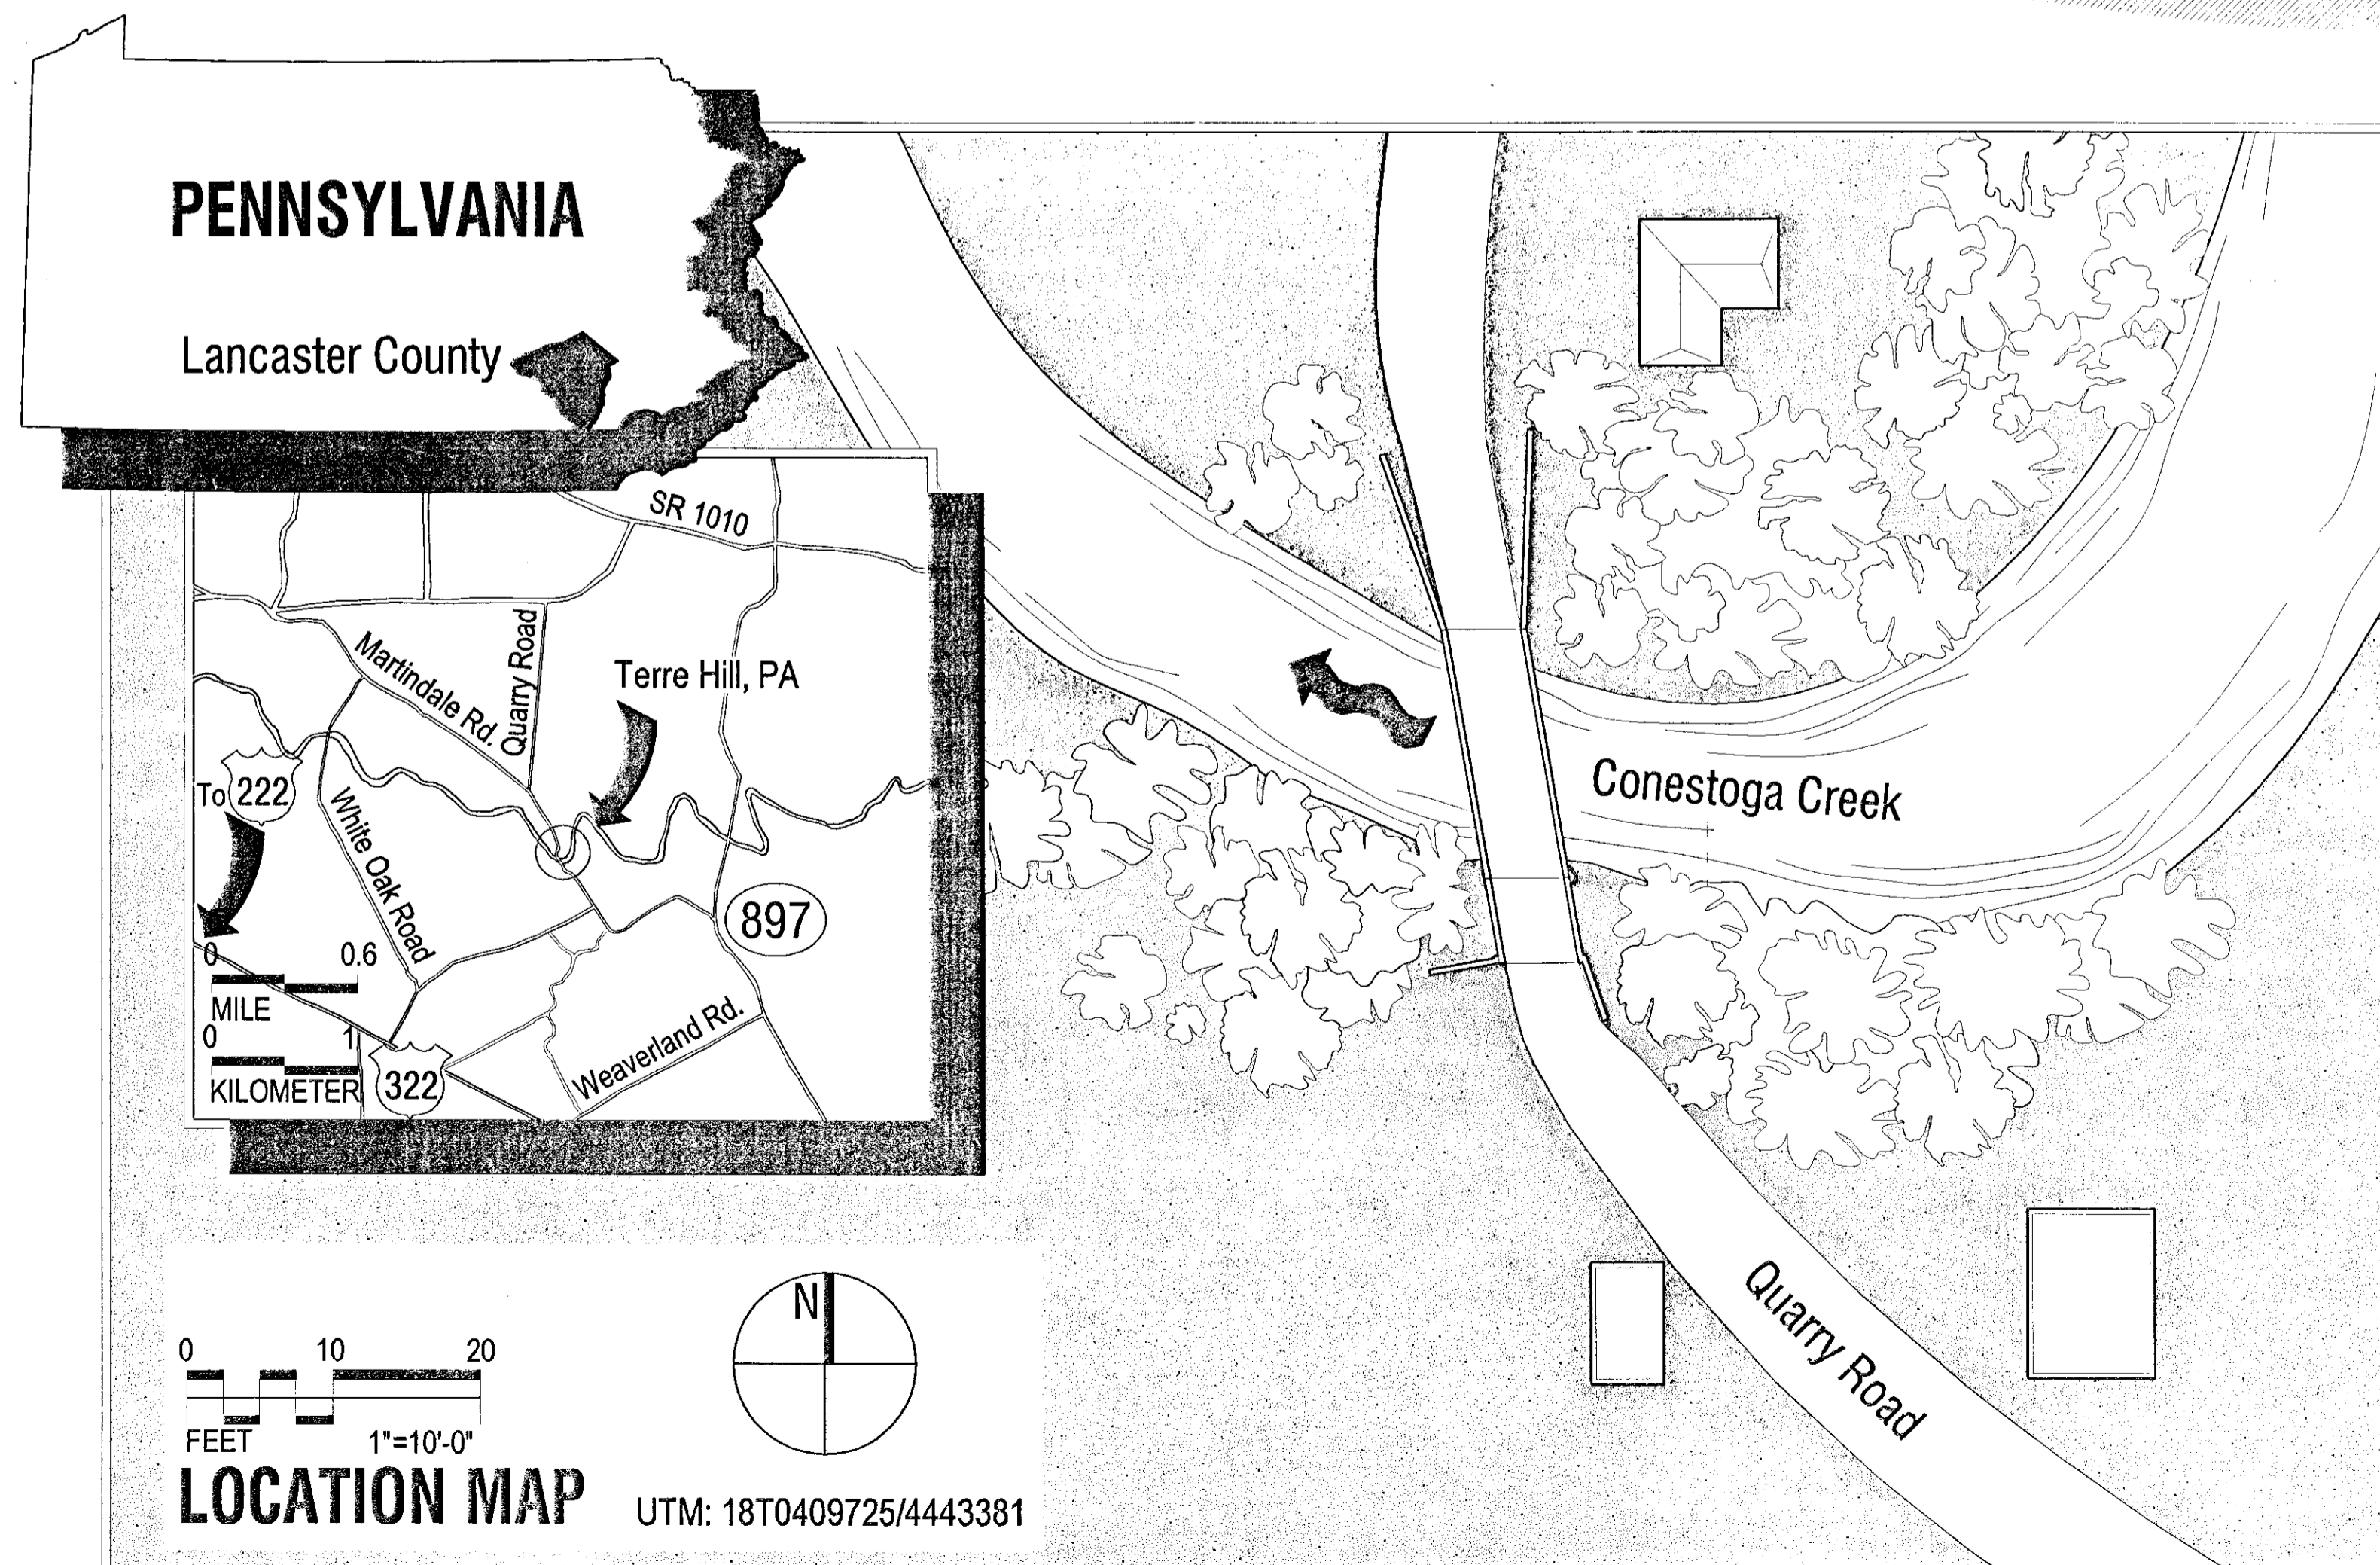 PENNSYLVANIA
Lancaster County
SR 1010
Martindale Rd.
Quarry Road
Terre Hill, PA
To 222
White Oak Road
897
0 0.6
MILE
0 1
KILOMETER
322
Weaverland Rd.
Conestoga Creek
Quarry Road
0 10 20
FEET 1"=10'-0"
LOCATION MAP
N
UTM: 18T0409725/4443381